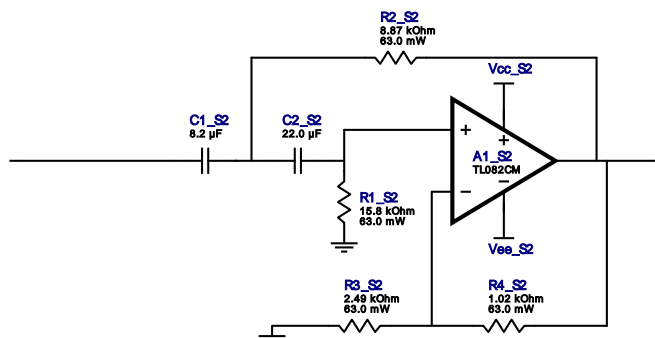 R2_S2
8.87 kOhm
63.0 mW
Vcc_S2
C1_S2
8.2 µF
C2_S2
22.0 µF
+
+
A1_S2
TL082CM
−
−
R1_S2
15.8 kOhm
63.0 mW
Vee_S2
R3_S2
2.49 kOhm
63.0 mW
R4_S2
1.02 kOhm
63.0 mW